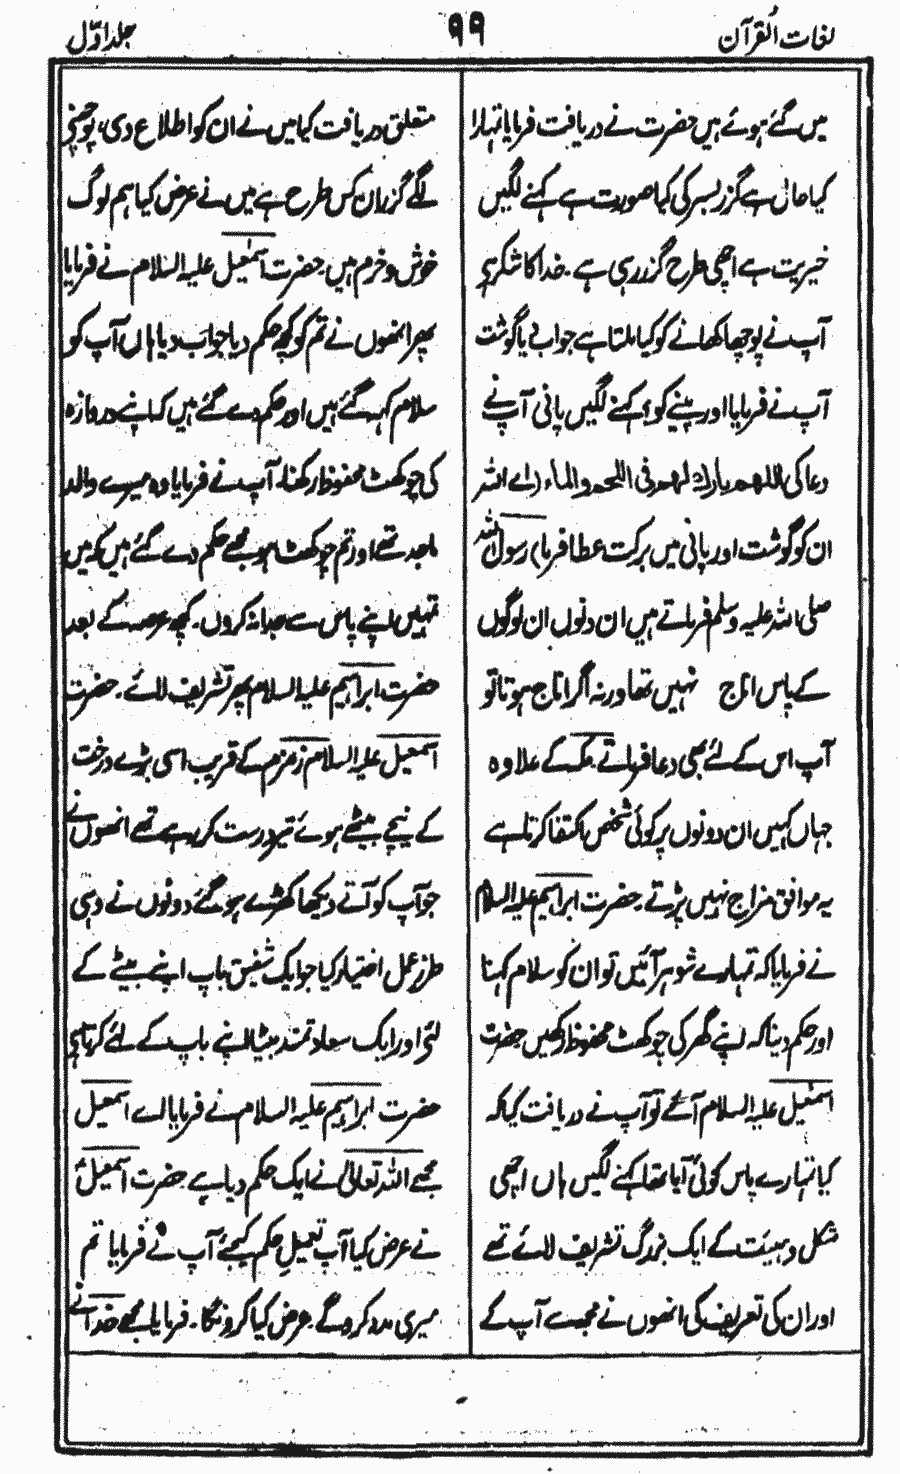 لغات القرآن
۹۹
جلد اوّل
میں گئے ہوئے ہیں حضرت نے دریافت فرمایا تمہارا
کیا حال ہے گزر بسر کی کیا صورت ہے کہنے لگیں
خیریت ہے اچھی طرح گزر رہی ہے۔ خدا کا شکر ہے
آپ نے پوچھا کھانے کو کیا ملتا ہے جواب دیا گوشت
آپ نے فرمایا اور پینے کو؟ کہنے لگیں پانی آپ نے
دعا کی اللھم بارك لهم فی اللحم والماء (اے اللہ
ان کو گوشت اور پانی میں برکت عطا فرما) رسول اللہ
صلی اللہ علیہ وسلم فرماتے ہیں ان دنوں ان لوگوں
کے پاس اناج نہیں تھا ورنہ اگر اناج ہوتا تو
آپ اس کے لئے بھی دعا فرماتے۔ مکہ کے علاوہ
جہاں کہیں ان دونوں پر کوئی شخص اکتفا کرتا ہے
یہ موافق مزاج نہیں پڑتے۔ حضرت ابراہیم علیہ السلام
نے فرمایا کہ تمہارے شوہر آئیں تو ان کو سلام کہنا
اور حکم دینا کہ اپنے گھر کی چوکھٹ محفوظ رکھیں حضرت
اسمٰعیل علیہ السلام آئے تو آپ نے دریافت کیا کہ
کیا تمہارے پاس کوئی آیا تھا کہنے لگیں ہاں اچھی
شکل و ہیئت کے ایک بزرگ تشریف لائے تھے
اور ان کی تعریف کی انھوں نے مجھ سے آپ کے
متعلق دریافت کیا میں نے ان کو اطلاع دی، پوچھنے
لگے گزران کس طرح ہے میں نے عرض کیا ہم لوگ
خوش و خرم ہیں۔ حضرت اسمٰعیل علیہ السلام نے فرمایا
پھر انھوں نے تم کو کچھ حکم دیا جواب دیا ہاں آپ کو
سلام کہہ گئے ہیں اور حکم دے گئے ہیں کہ اپنے دروازہ
کی چوکھٹ محفوظ رکھنا۔ آپ نے فرمایا وہ میرے والد
ماجد تھے اور تم چوکھٹ ہو مجھے حکم دے گئے ہیں کہ میں
تمہیں اپنے پاس سے جدا نہ کروں۔ کچھ عرصہ کے بعد
حضرت ابراہیم علیہ السلام پھر تشریف لائے۔ حضرت
اسمٰعیل علیہ السلام زمزم کے قریب اسی بڑے درخت
کے نیچے بیٹھے ہوئے تیر درست کر رہے تھے انھوں نے
جو آپ کو آتے دیکھا کھڑے ہو گئے دونوں نے وہی
طرز عمل اختیار کیا جو ایک شفیق باپ اپنے بیٹے کے
لئے اور ایک سعادتمند بیٹا اپنے باپ کے لئے کرتا ہے
حضرت ابراہیم علیہ السلام نے فرمایا اے اسمٰعیل
مجھے اللہ تعالیٰ نے ایک حکم دیا ہے۔ حضرت اسمٰعیل
نے عرض کیا آپ تعمیلِ حکم کیجئے آپ نے فرمایا تم
میری مدد کرو گے۔ عرض کیا کروں گا۔ فرمایا مجھے خدا نے